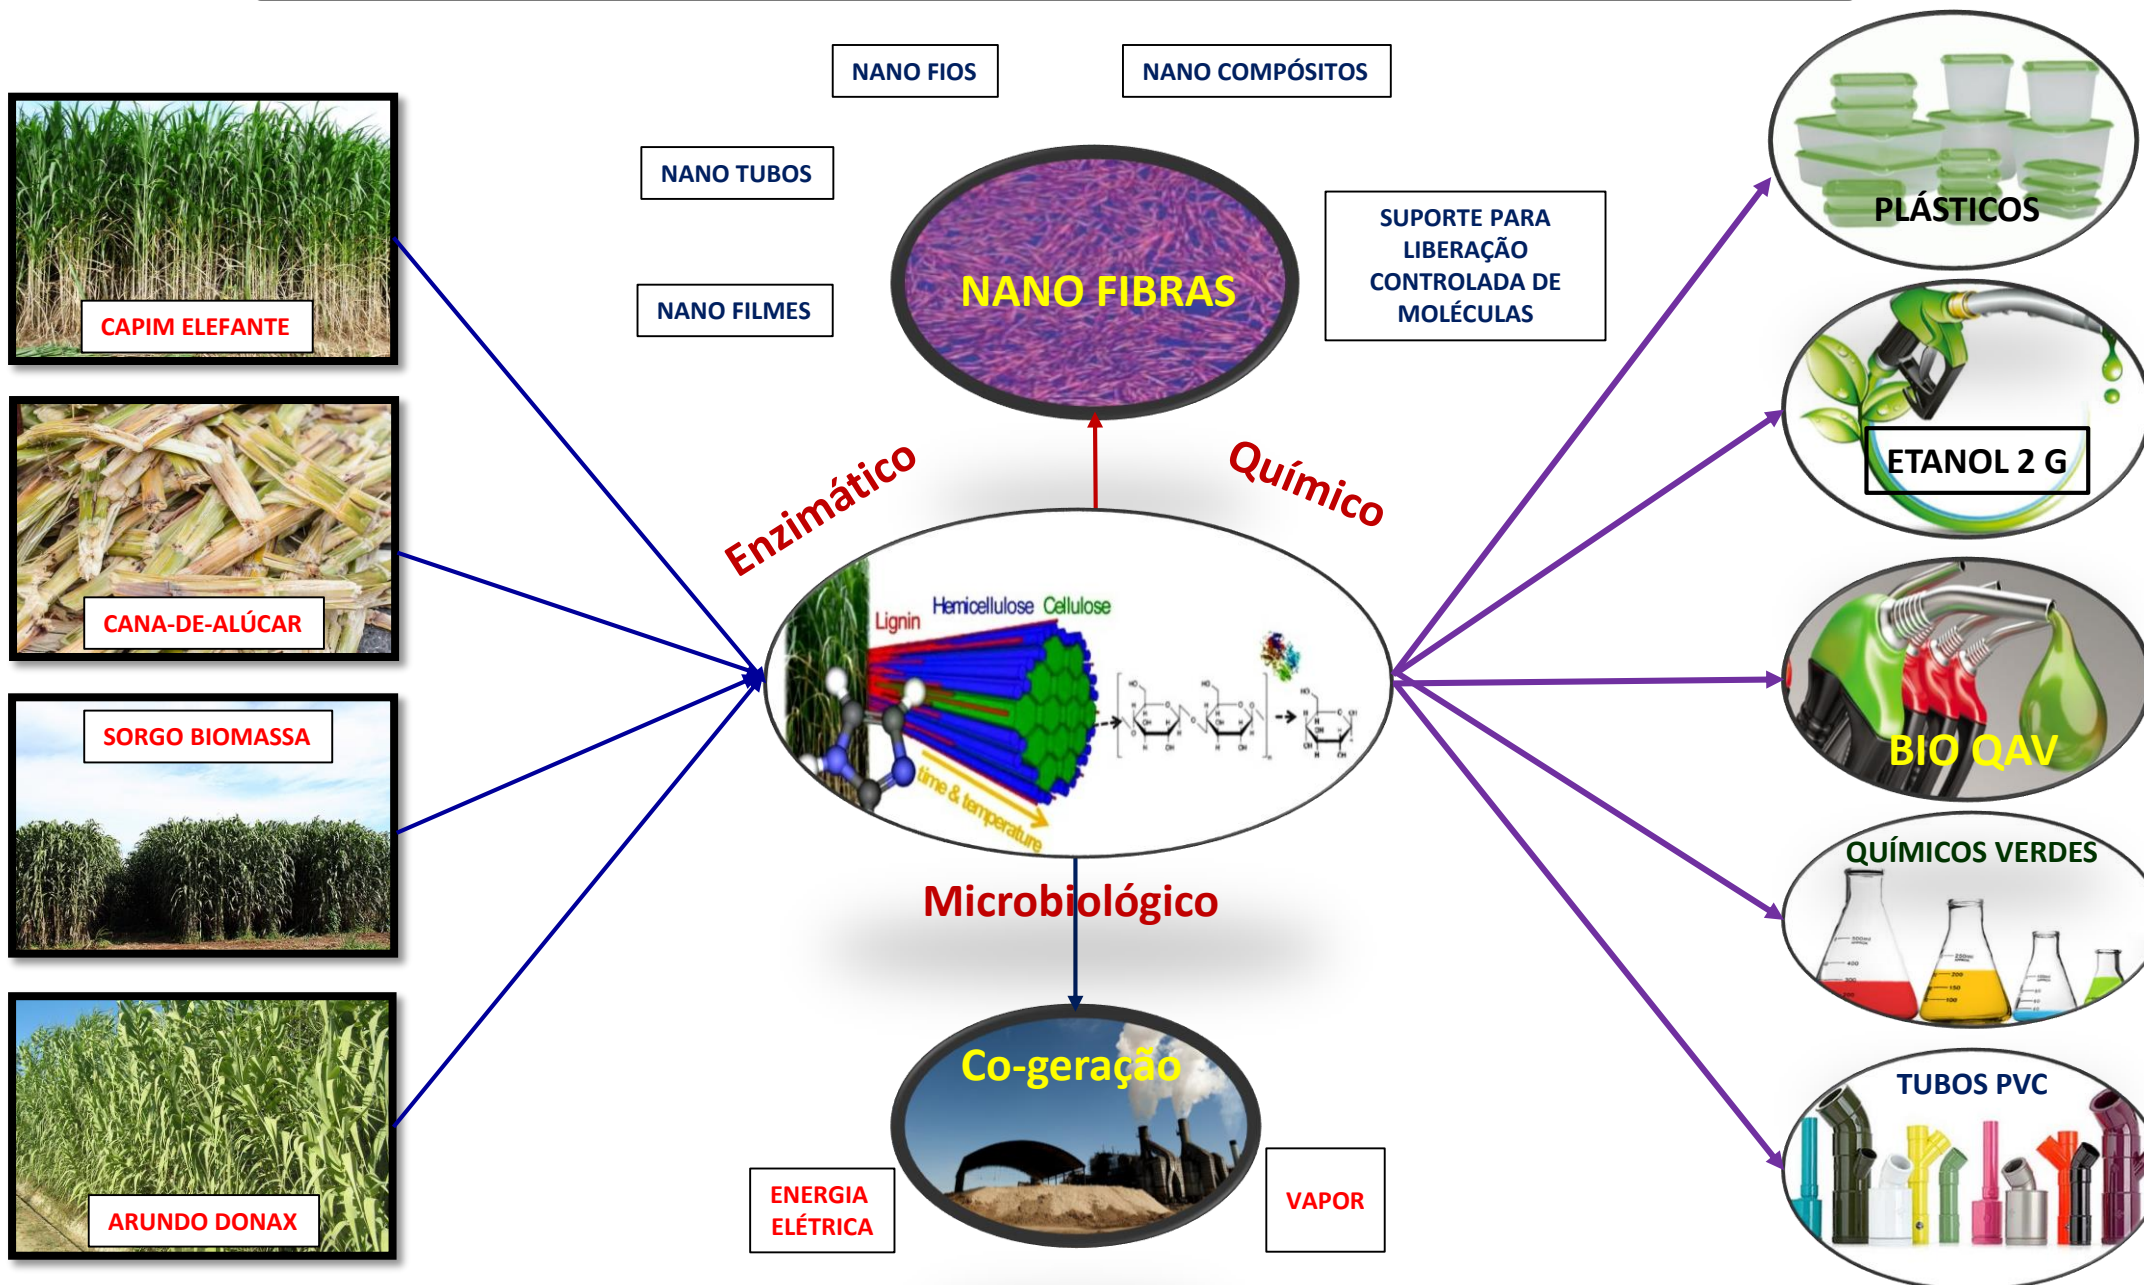 NANO FIOS
NANO COMPÓSITOS
NANO TUBOS
NANO FILMES
NANO FIBRAS
SUPORTE PARA
LIBERAÇÃO
CONTROLADA DE
MOLÉCULAS
CAPIM ELEFANTE
CANA-DE-ALÚCAR
SORGO BIOMASSA
ARUNDO DONAX
Enzimático
Químico
Lignin
Hemicellulose
Cellulose
time & temperature
Microbiológico
Co-geração
ENERGIA
ELÉTRICA
VAPOR
PLÁSTICOS
ETANOL 2 G
BIO QAV
QUÍMICOS VERDES
TUBOS PVC